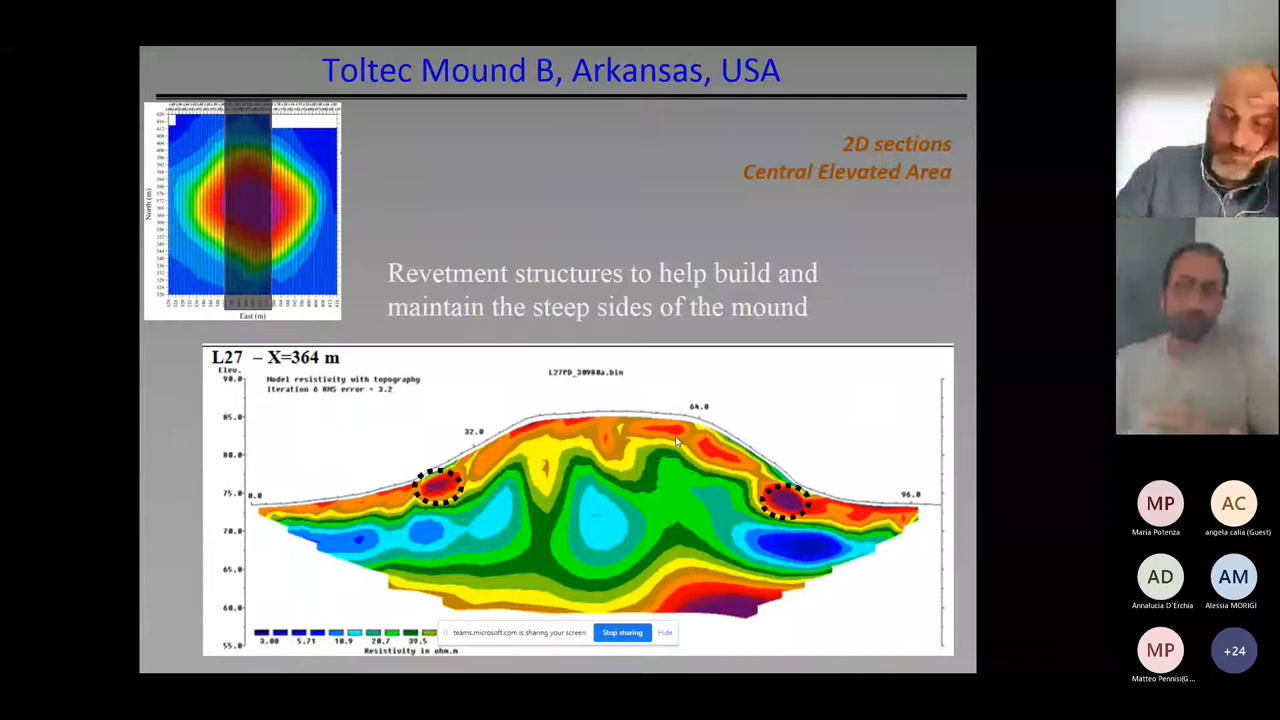 Toltec Mound B, Arkansas, USA
2D sections
Central Elevated Area
North (m)
East (m)
Revetment structures to help build and
maintain the steep sides of the mound
L27 – X=364 m
Elev.
L27PD_30980a.bin
90.0
Model resistivity with topography
Iteration 6 RMS error = 3.2
85.0
64.0
32.0
80.0
75.0
0.0
96.0
70.0
65.0
60.0
55.0
3.00 5.71 10.9 20.7 39.5
Resistivity in ohm.m
teams.microsoft.com is sharing your screen.
Stop sharing
Hide
MP
AC
Maria Potenza
angela calia (Guest)
AD
AM
Annalucia D'Erchia
Alessia MORIGI
MP
+24
Matteo Pennisi(G...